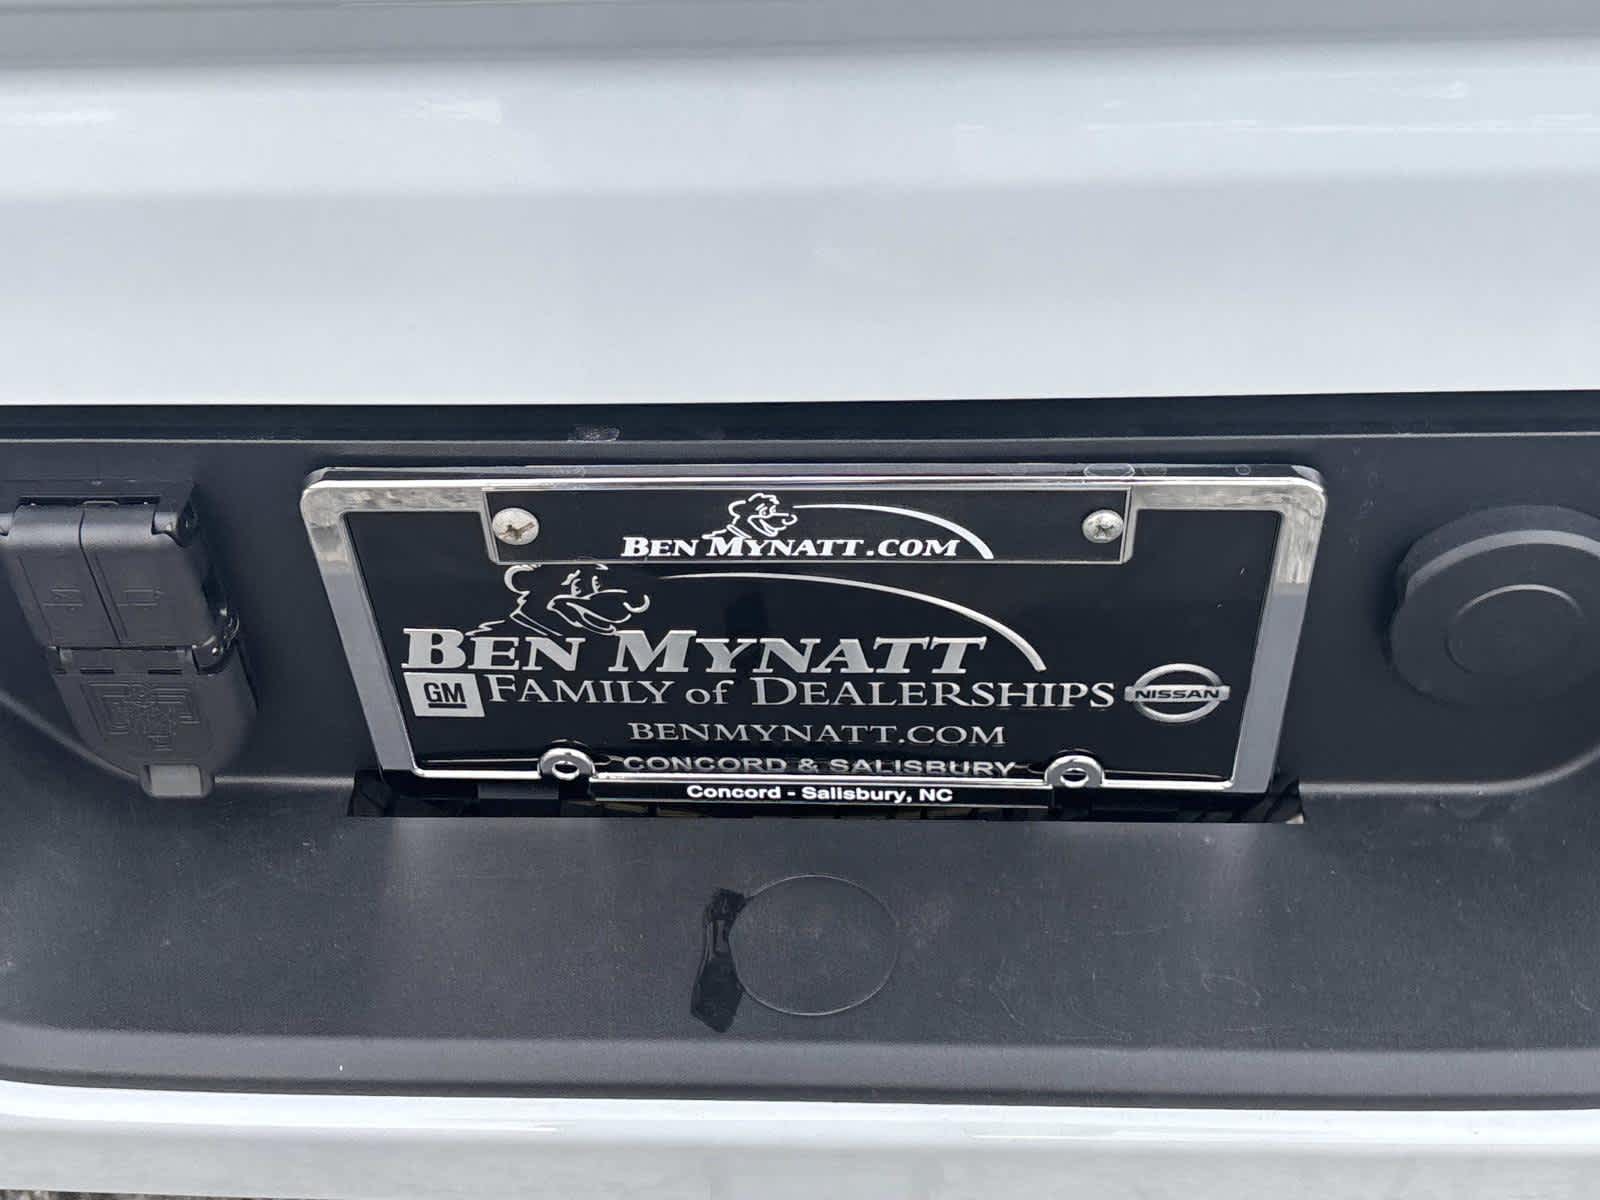 BEN MYNATT.COM
BEN MYNATT
GM FAMILY of DEALERSHIPS NISSAN
BENMYNATT.COM
CONCORD & SALISBURY
Concord - Salisbury, NC